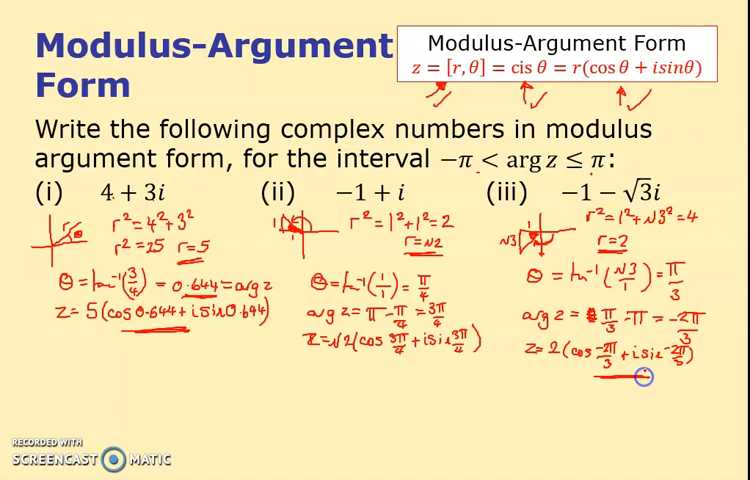 Modulus-Argument
Form
Modulus-Argument Form
z = [r, θ] = cis θ = r(cos θ + isinθ)
Write the following complex numbers in modulus
argument form, for the interval −π < arg z ≤ π:
(i) 4 + 3i
(ii) −1 + i
(iii) −1 − √3i
r
θ
r² = 4² + 3²
r² = 25 r = 5
θ = tan⁻¹(3/4) = 0.644 = arg z
z = 5(cos 0.644 + i sin 0.644)
1
1
r² = 1² + 1² = 2
r = √2
θ = tan⁻¹(1/1) = π/4
arg z = π − π/4 = 3π/4
z = √2(cos 3π/4 + i sin 3π/4)
1
√3
r² = 1² + √3² = 4
r = 2
θ = tan⁻¹(√3/1) = π/3
arg z = π/3 − π = −2π/3
z = 2(cos −2π/3 + i sin −2π/3)
RECORDED WITH
SCREENCAST MATIC